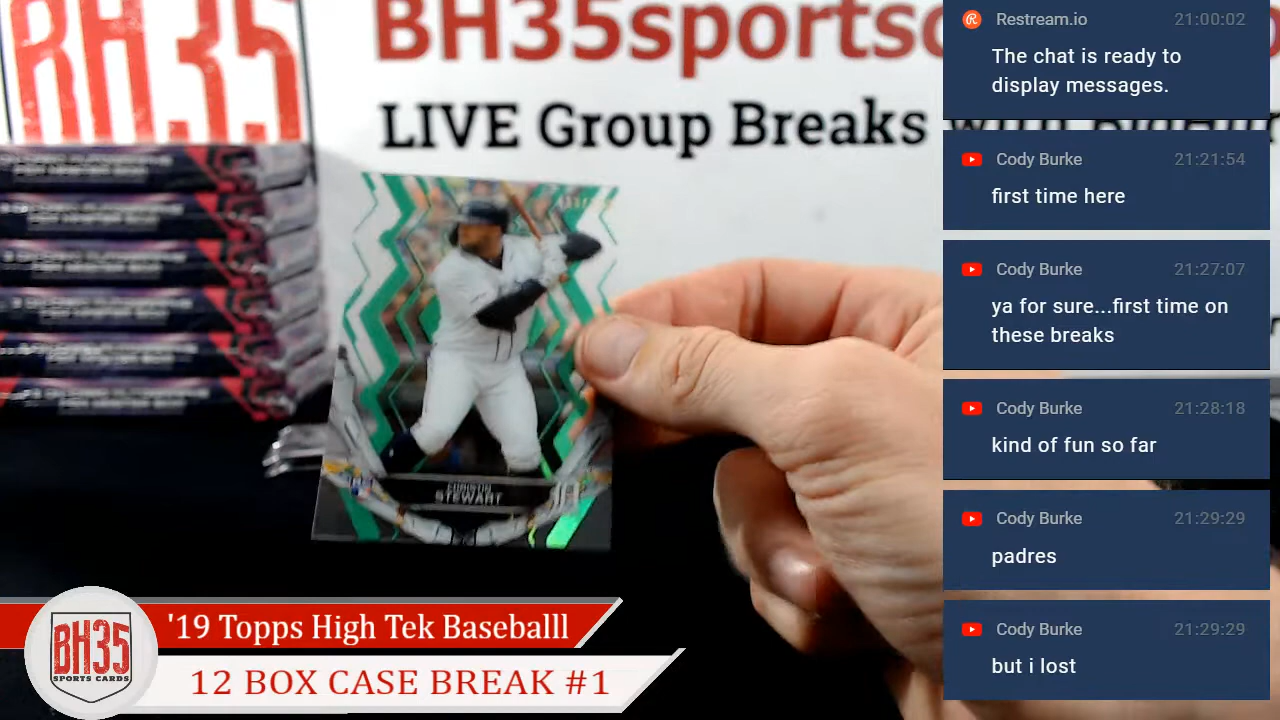 BH35
BH35sports
LIVE Group Breaks
STEWART
Restream.io 21:00:02
The chat is ready to
display messages.
Cody Burke 21:21:54
first time here
Cody Burke 21:27:07
ya for sure...first time on
these breaks
Cody Burke 21:28:18
kind of fun so far
Cody Burke 21:29:29
padres
Cody Burke 21:29:29
but i lost
BH35
SPORTS CARDS
'19 Topps High Tek Baseballl
12 BOX CASE BREAK #1